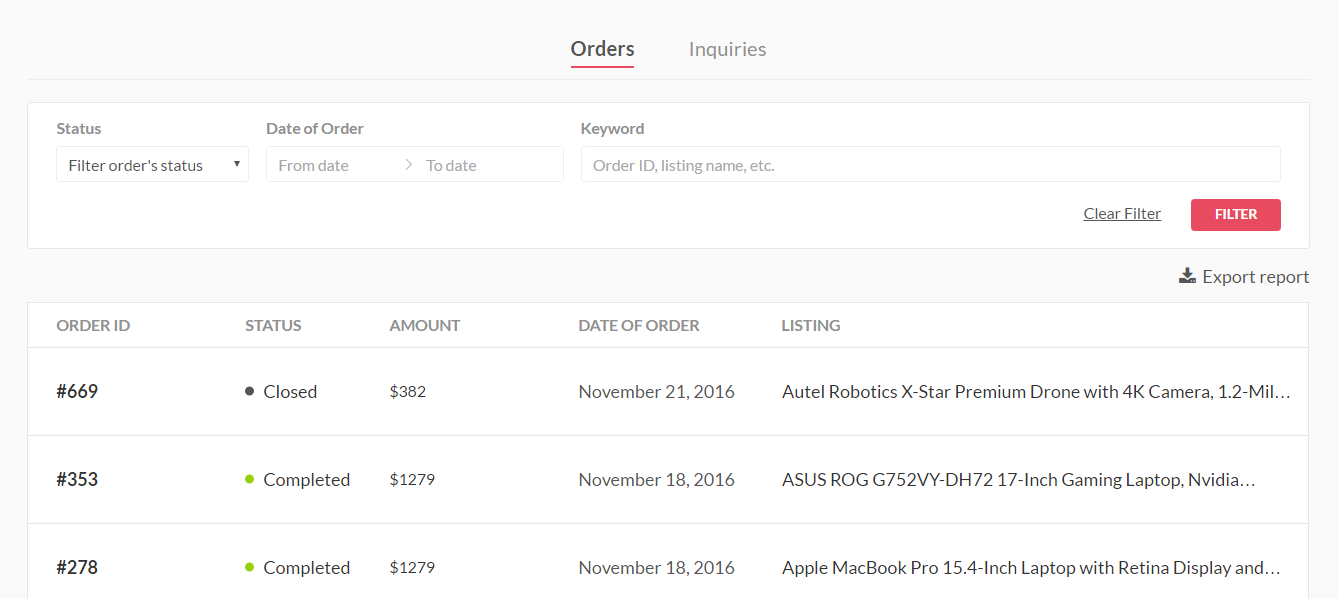 Orders Inquiries
Status Date of Order Keyword
Filter order's status From date To date Order ID, listing name, etc.
Clear Filter FILTER
Export report
ORDER ID STATUS AMOUNT DATE OF ORDER LISTING
#669 Closed $382 November 21, 2016 Autel Robotics X-Star Premium Drone with 4K Camera, 1.2-Mil…
#353 Completed $1279 November 18, 2016 ASUS ROG G752VY-DH72 17-Inch Gaming Laptop, Nvidia…
#278 Completed $1279 November 18, 2016 Apple MacBook Pro 15.4-Inch Laptop with Retina Display and…